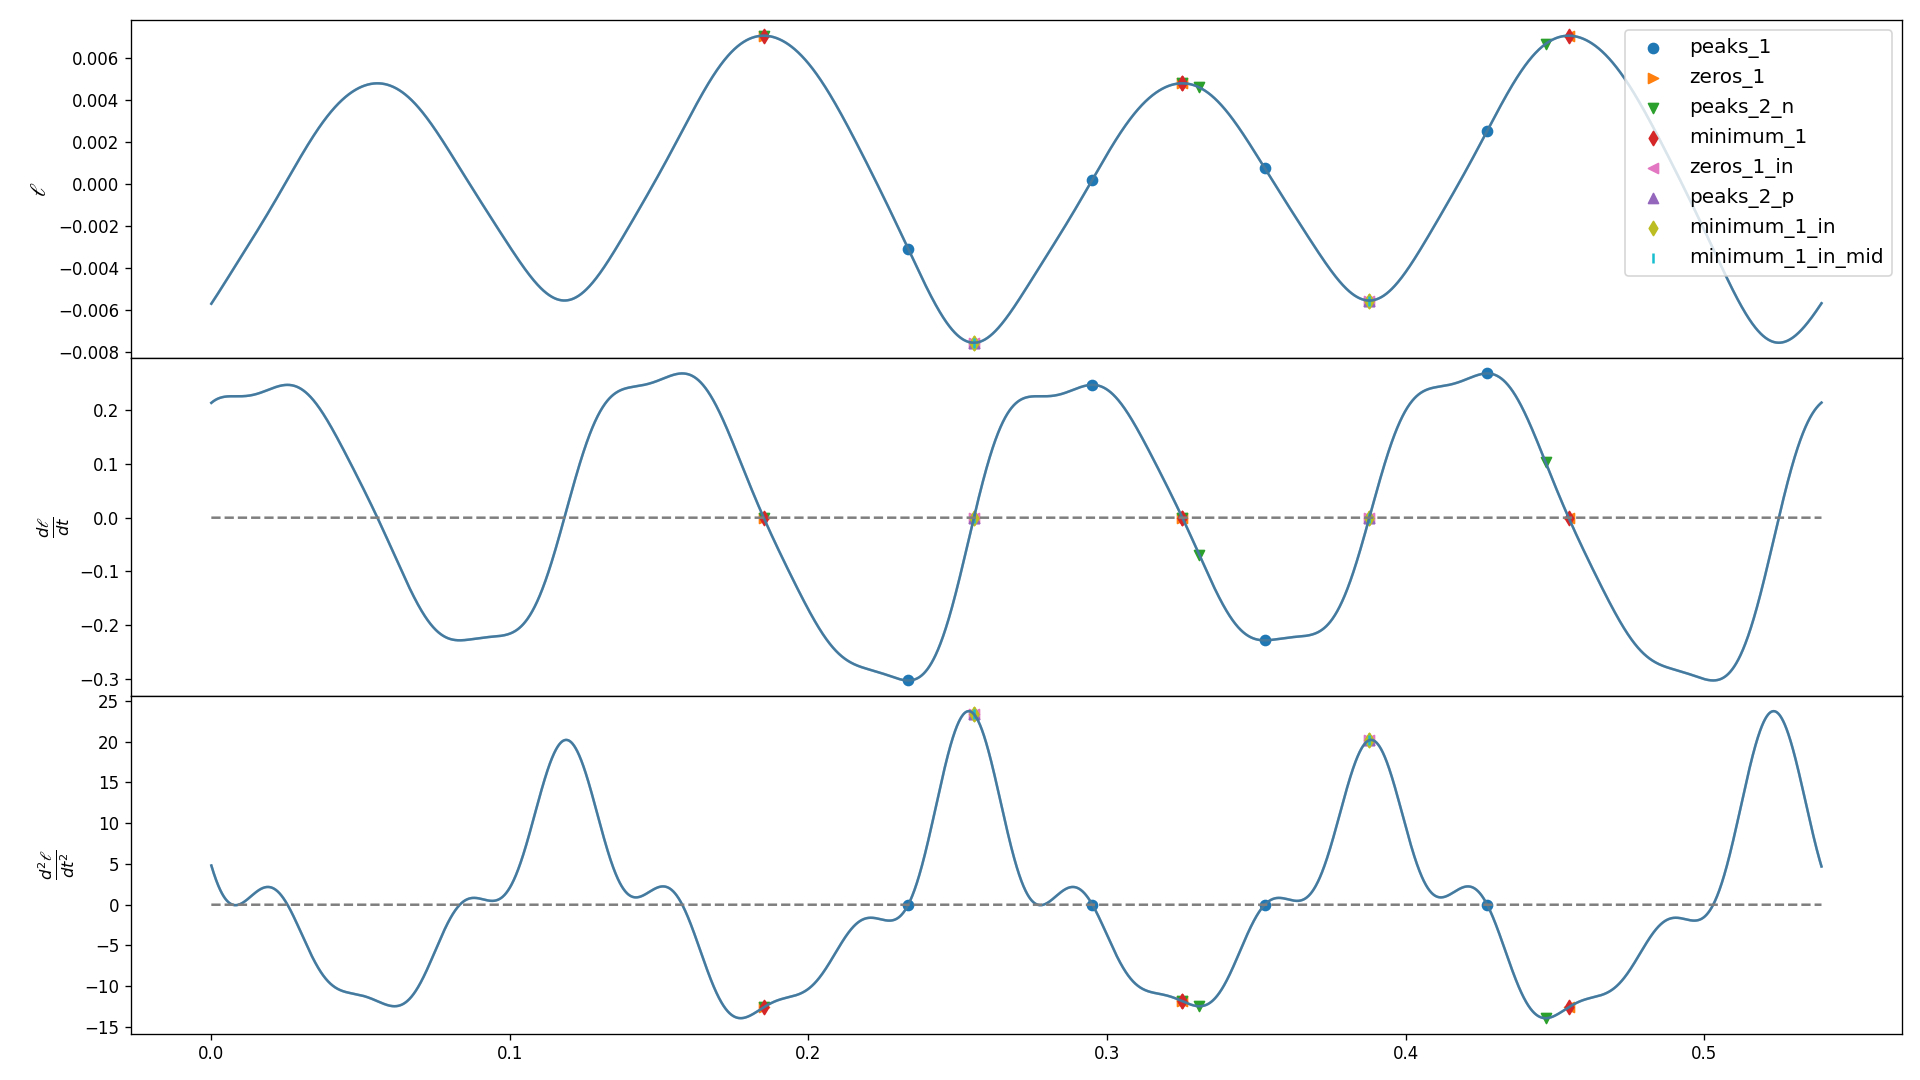 0.006
0.004
0.002
0.000
−0.002
−0.004
−0.006
−0.008
ℓ
peaks_1
zeros_1
peaks_2_n
minimum_1
zeros_1_in
peaks_2_p
minimum_1_in
minimum_1_in_mid
0.2
0.1
0.0
−0.1
−0.2
−0.3
dℓ
dt
25
20
15
10
5
0
−5
−10
−15
d²ℓ
dt²
0.0 0.1 0.2 0.3 0.4 0.5